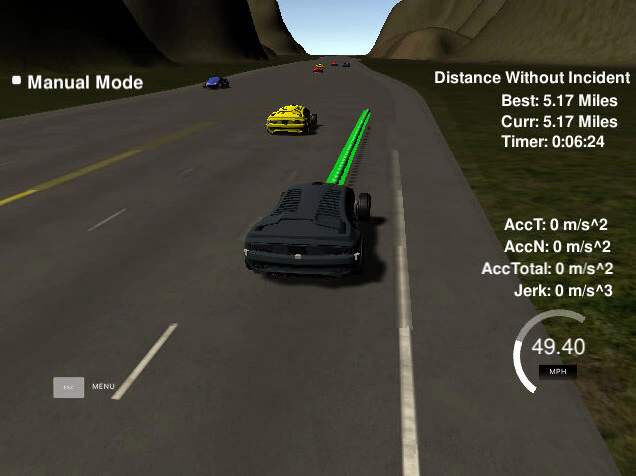 Manual Mode
Distance Without Incident
Best: 5.17 Miles
Curr: 5.17 Miles
Timer: 0:06:24
AccT: 0 m/s^2
AccN: 0 m/s^2
AccTotal: 0 m/s^2
Jerk: 0 m/s^3
49.40
MPH
ESC MENU